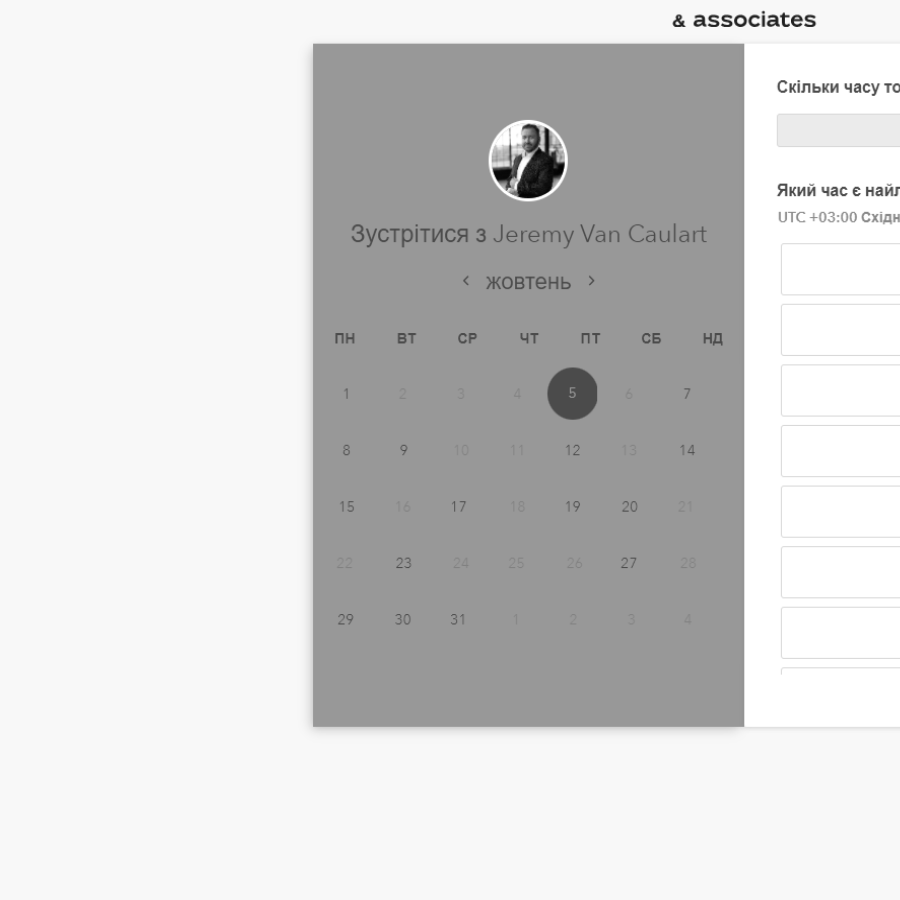 & associates
Скільки часу то
Який час є найл
UTC +03:00 Східн
Зустрітися з Jeremy Van Caulart
жовтень
ПН ВТ СР ЧТ ПТ СБ НД
1 2 3 4 5 6 7
8 9 10 11 12 13 14
15 16 17 18 19 20 21
22 23 24 25 26 27 28
29 30 31 1 2 3 4